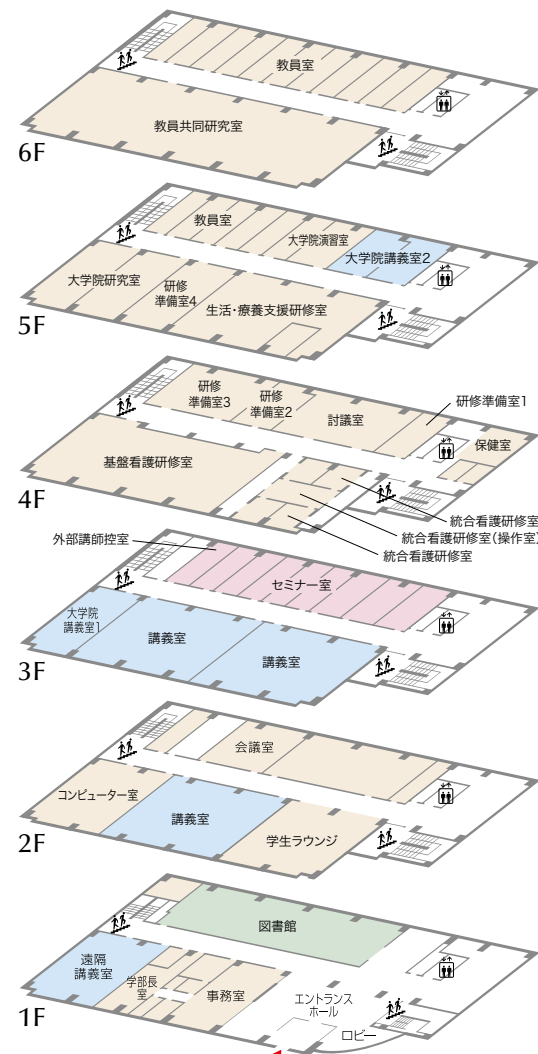 教員室
教員共同研究室
6F
教員室
大学院演習室
大学院講義室2
大学院研究室
研修
準備室4
生活・療養支援研修室
5F
研修
準備室3
研修
準備室2
討議室
研修準備室1
保健室
基盤看護研修室
4F
統合看護研修室
統合看護研修室(操作室)
統合看護研修室
外部講師控室
セミナー室
大学院
講義室1
講義室
講義室
3F
会議室
コンピューター室
講義室
学生ラウンジ
2F
図書館
遠隔
講義室
学部長
室
事務室
エントランス
ホール
ロビー
1F